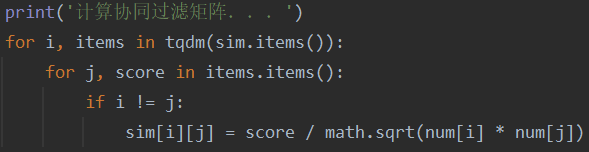 print('计算协同过滤矩阵. . . ')
for i, items in tqdm(sim.items()):
    for j, score in items.items():
        if i != j:
            sim[i][j] = score / math.sqrt(num[i] * num[j])